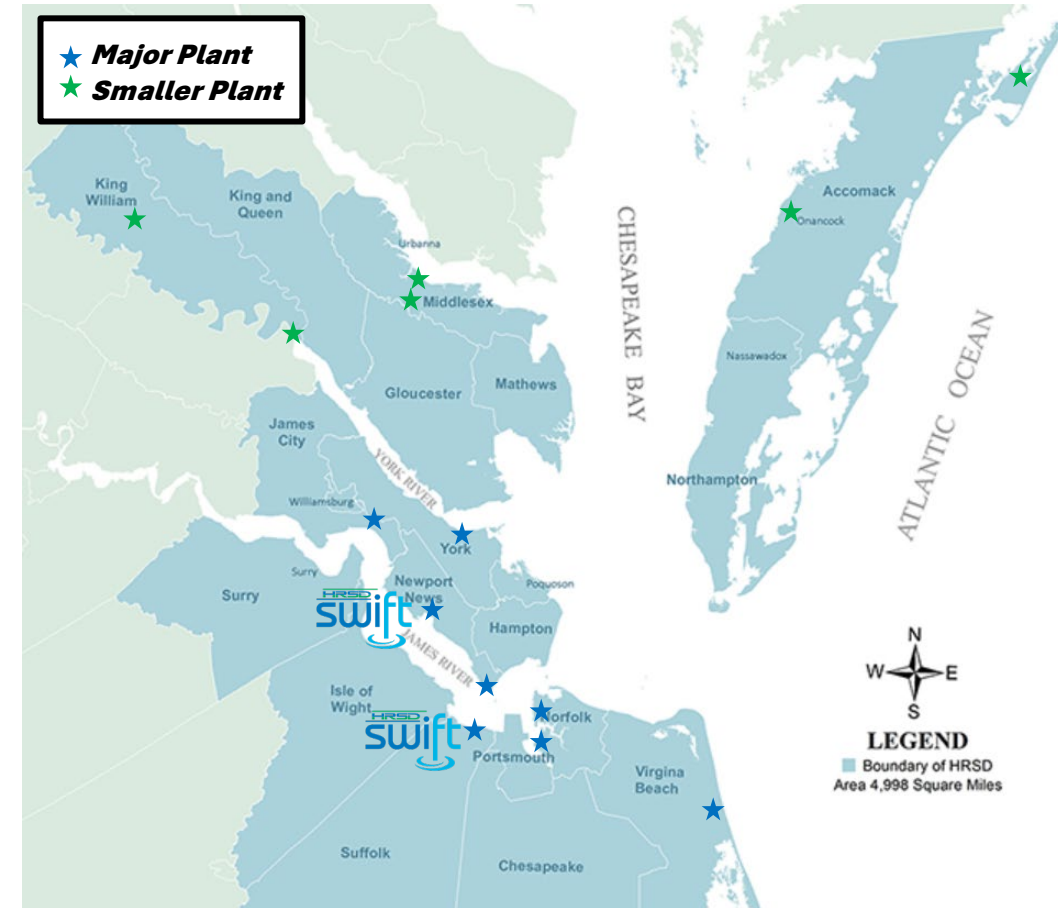 Major Plant
Smaller Plant
King
William
King and
Queen
Urbanna
Middlesex
Accomack
Onancock
CHESAPEAKE BAY
Nassawadox
ATLANTIC OCEAN
Gloucester
Mathews
James
City
YORK RIVER
Northampton
Williamsburg
York
Surry
Surry
Newport
News
Poquoson
HRSD
swift
Hampton
JAMES RIVER
Isle of
Wight
HRSD
swift
Norfolk
Portsmouth
Virgina
Beach
Suffolk
Chesapeake
N
W
E
S
LEGEND
Boundary of HRSD
Area 4,998 Square Miles